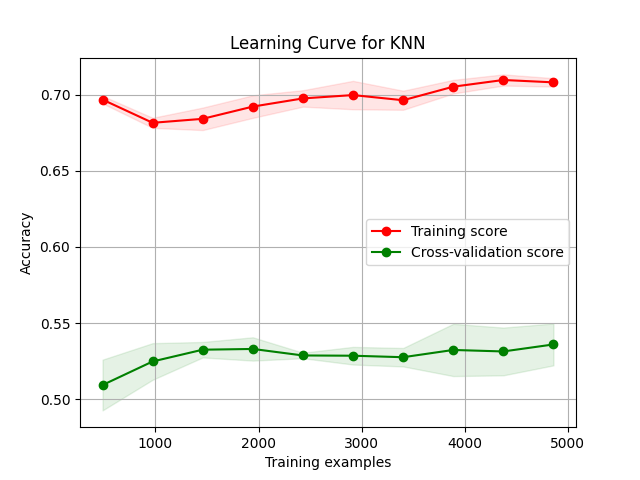 Learning Curve for KNN
0.70
0.65
0.60
0.55
0.50
Accuracy
Training score
Cross-validation score
1000 2000 3000 4000 5000
Training examples